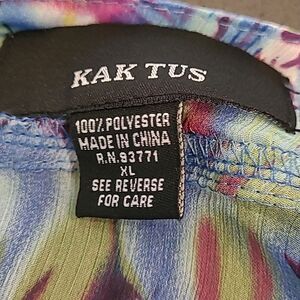 KAK TUS
100% POLYESTER
MADE IN CHINA
R.N. 93771
XL
SEE REVERSE
FOR CARE